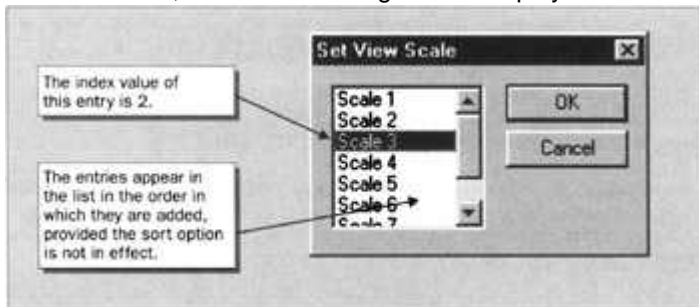 Set View Scale
The index value of
this entry is 2.
Scale 1
Scale 2
Scale 3
Scale 4
Scale 5
Scale 6
Scale 7
OK
Cancel
The entries appear in
the list in the order in
which they are added,
provided the sort option
is not in effect.